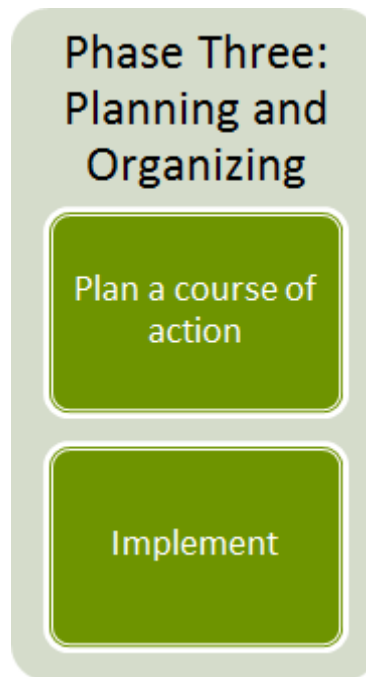 Phase Three:
Planning and
Organizing
Plan a course of
action
Implement